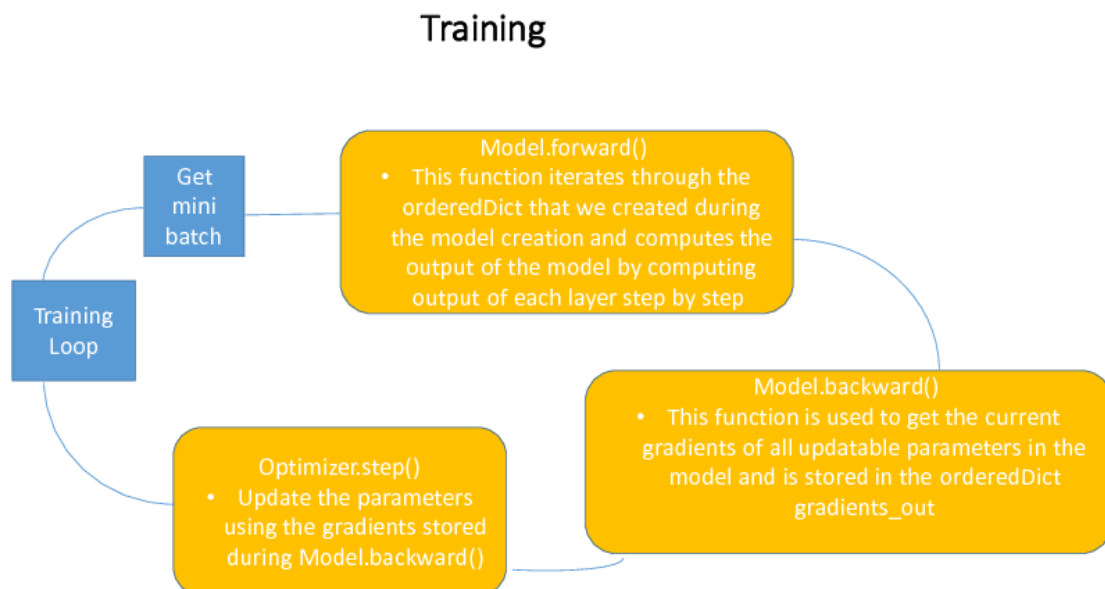 Training
Get
mini
batch
Model.forward()
• This function iterates through the
orderedDict that we created during
the model creation and computes the
output of the model by computing
output of each layer step by step
Training
Loop
Model.backward()
• This function is used to get the current
gradients of all updatable parameters in the
model and is stored in the orderedDict
gradients_out
Optimizer.step()
• Update the parameters
using the gradients stored
during Model.backward()